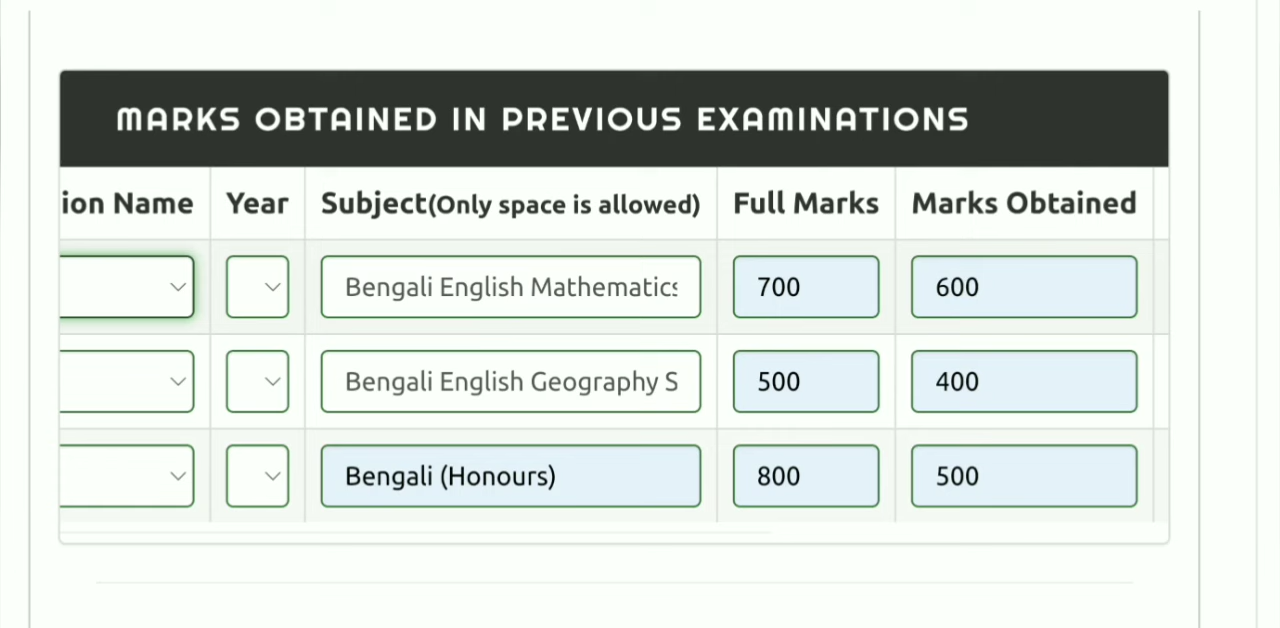 MARKS OBTAINED IN PREVIOUS EXAMINATIONS
ion Name Year Subject(Only space is allowed) Full Marks Marks Obtained
Bengali English Mathematics 700 600
Bengali English Geography S 500 400
Bengali (Honours) 800 500